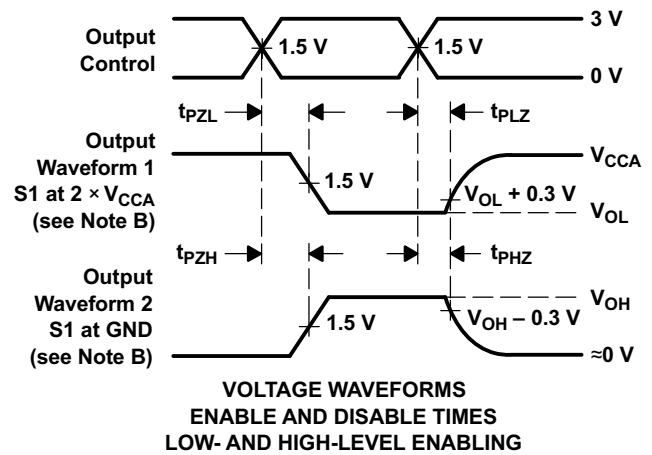 Output
Control
1.5 V
1.5 V
3 V
0 V
tPZL
tPLZ
Output
Waveform 1
S1 at 2 × VCCA
(see Note B)
1.5 V
VCCA
VOL + 0.3 V
VOL
tPZH
tPHZ
Output
Waveform 2
S1 at GND
(see Note B)
1.5 V
VOH
VOH – 0.3 V
≈0 V
VOLTAGE WAVEFORMS
ENABLE AND DISABLE TIMES
LOW- AND HIGH-LEVEL ENABLING